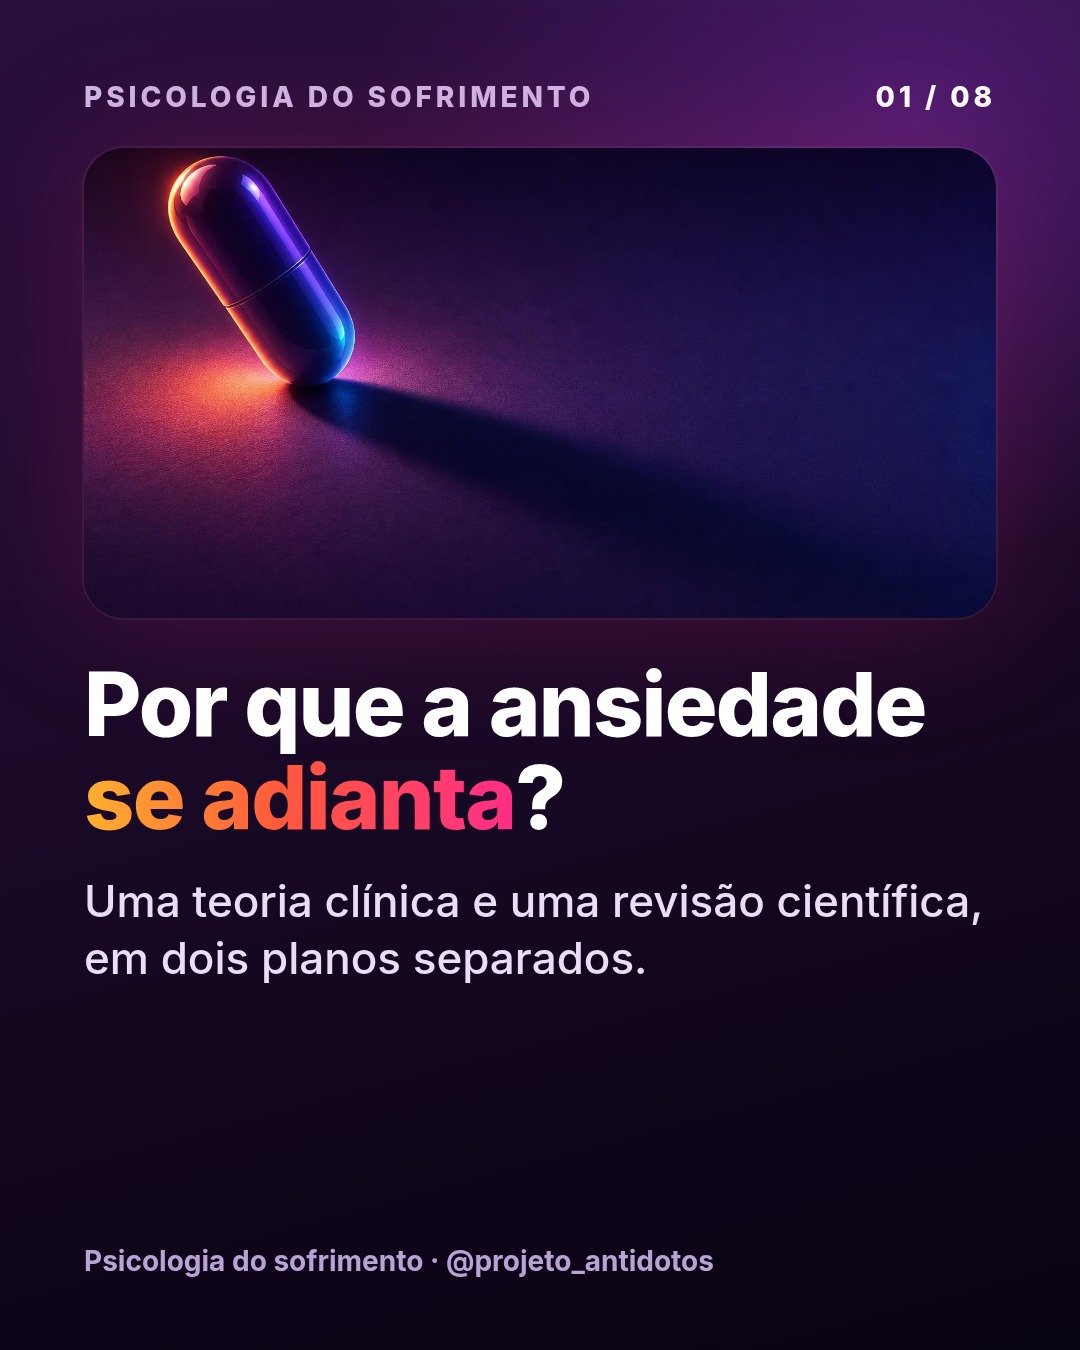 PSICOLOGIA DO SOFRIMENTO
01 / 08
Por que a ansiedade
se adianta?
Uma teoria clínica e uma revisão científica,
em dois planos separados.
Psicologia do sofrimento · @projeto_antidotos